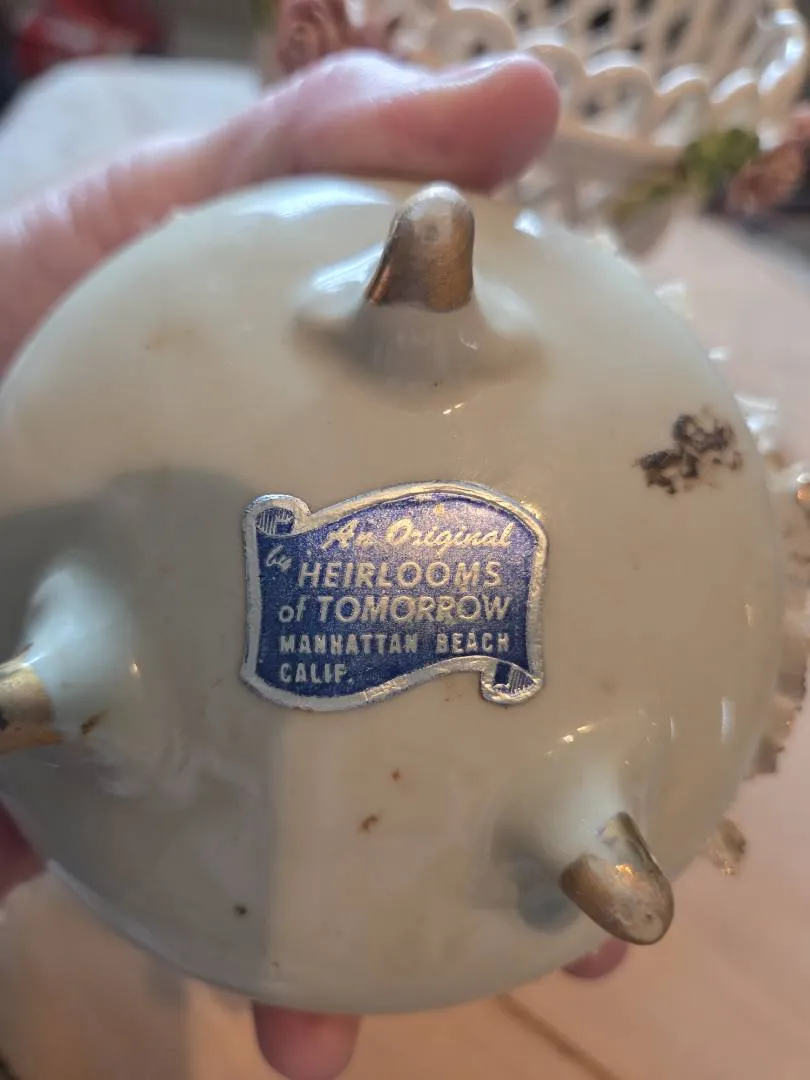 An Original
by HEIRLOOMS
of TOMORROW
MANHATTAN BEACH
CALIF.